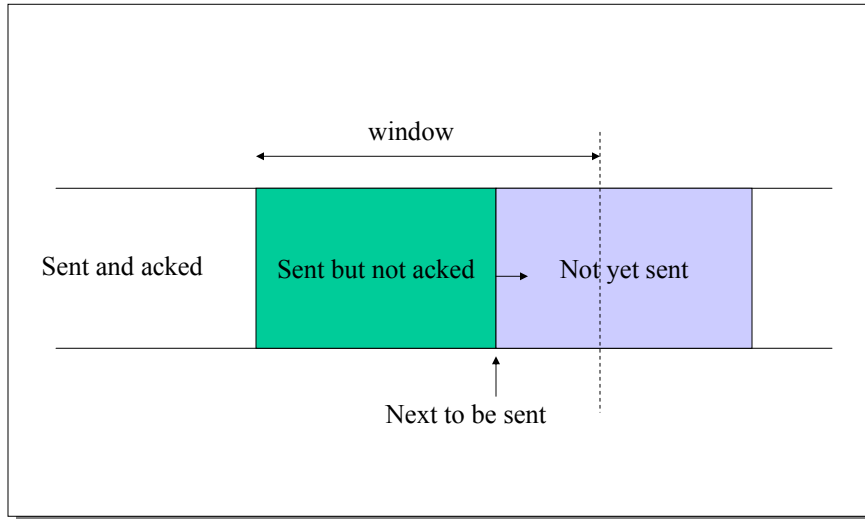 window
Sent and acked
Sent but not acked
Not yet sent
Next to be sent